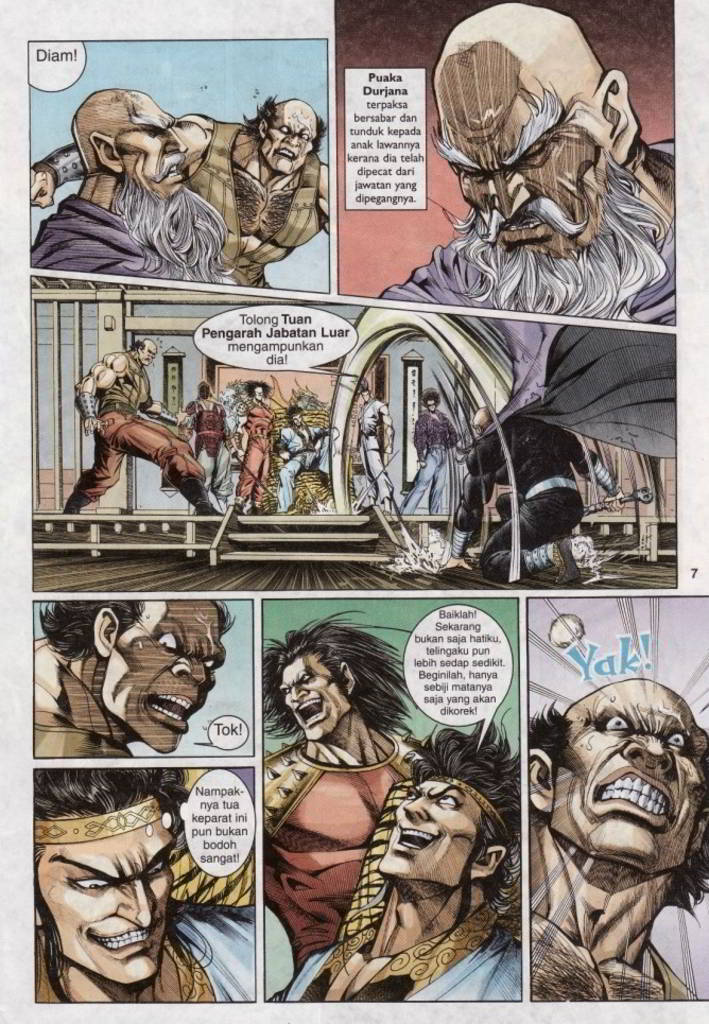 Diam!
Puaka
Durjana
terpaksa
bersabar dan
tunduk kepada
anak lawannya
kerana dia telah
dipecat dari
jawatan yang
dipegangnya.
Tolong Tuan
Pengarah Jabatan Luar
mengampunkan
dia!
7
Tok!
Nampak-
nya tua
keparat ini
pun bukan
bodoh
sangat!
Baiklah!
Sekarang
bukan saja hatiku,
telingaku pun
lebih sedap sedikit.
Beginilah, hanya
sebiji matanya
saja yang akan
dikorek!
Yak!